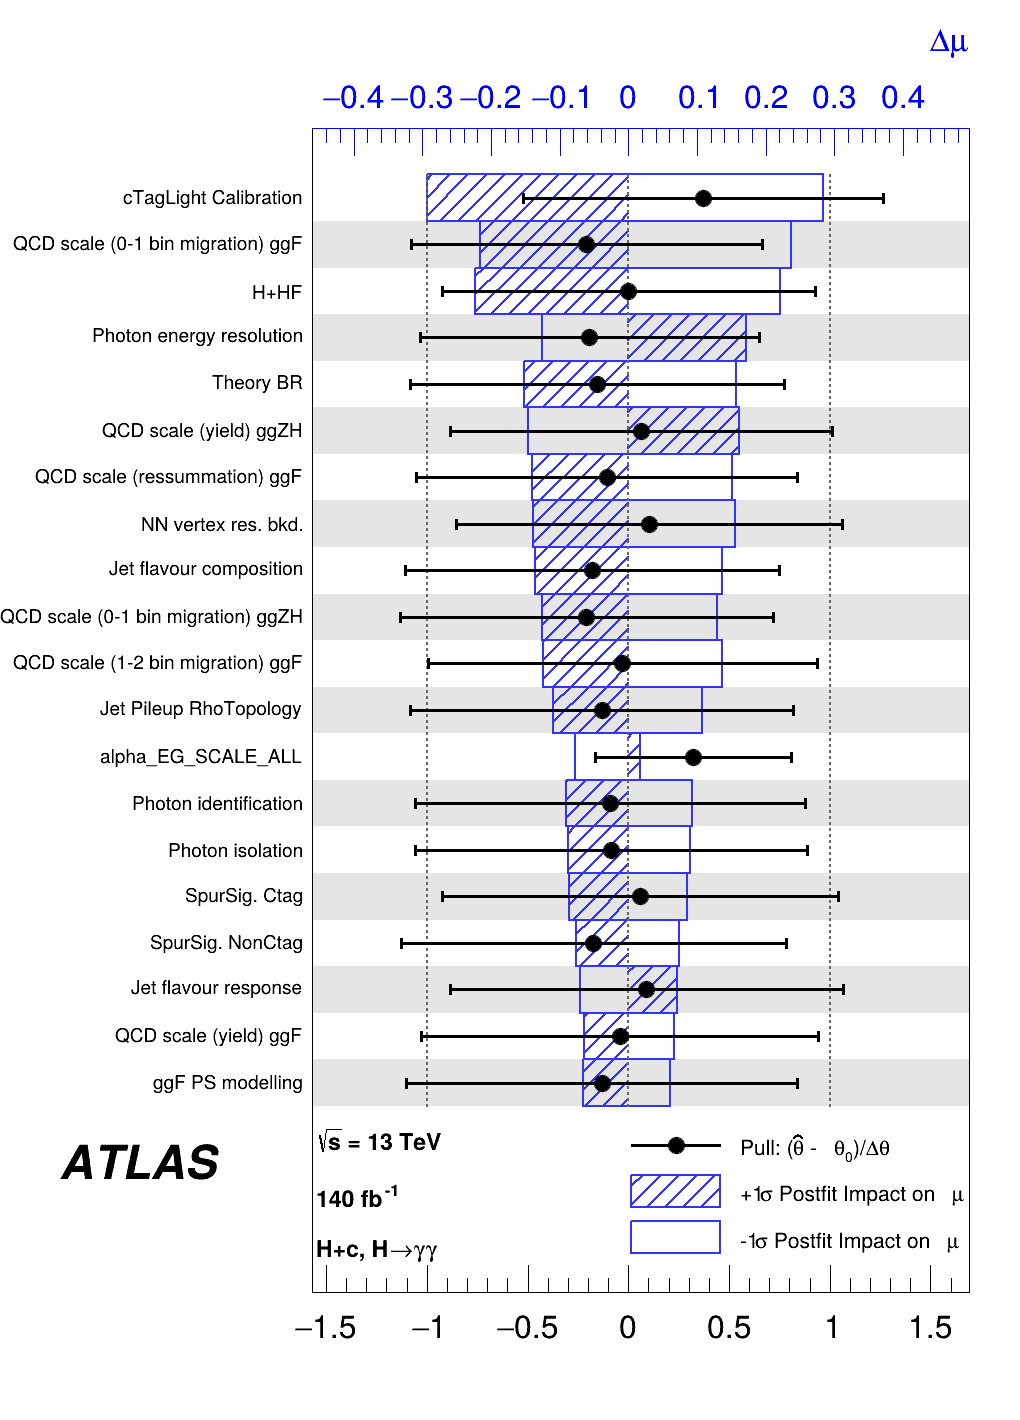 Δμ
−0.4 −0.3 −0.2 −0.1 0 0.1 0.2 0.3 0.4
cTagLight Calibration
QCD scale (0-1 bin migration) ggF
H+HF
Photon energy resolution
Theory BR
QCD scale (yield) ggZH
QCD scale (ressummation) ggF
NN vertex res. bkd.
Jet flavour composition
QCD scale (0-1 bin migration) ggZH
QCD scale (1-2 bin migration) ggF
Jet Pileup RhoTopology
alpha_EG_SCALE_ALL
Photon identification
Photon isolation
SpurSig. Ctag
SpurSig. NonCtag
Jet flavour response
QCD scale (yield) ggF
ggF PS modelling
ATLAS
√s = 13 TeV
140 fb⁻¹
H+c, H→γγ
Pull: (θ̂ - θ₀)/Δθ
+1σ Postfit Impact on μ
-1σ Postfit Impact on μ
−1.5 −1 −0.5 0 0.5 1 1.5